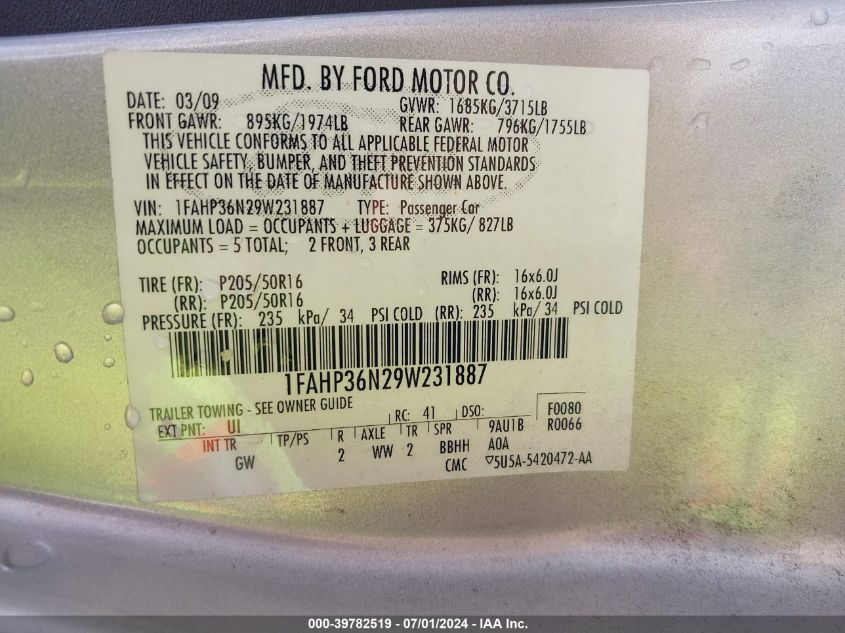 MFD. BY FORD MOTOR CO.
DATE: 03/09 GVWR: 1685KG/3715LB
FRONT GAWR: 895KG/1974LB REAR GAWR: 796KG/1755LB
THIS VEHICLE CONFORMS TO ALL APPLICABLE FEDERAL MOTOR
VEHICLE SAFETY, BUMPER, AND THEFT PREVENTION STANDARDS
IN EFFECT ON THE DATE OF MANUFACTURE SHOWN ABOVE.
VIN: 1FAHP36N29W231887 TYPE: Passenger Car
MAXIMUM LOAD = OCCUPANTS + LUGGAGE = 375KG/ 827LB
OCCUPANTS = 5 TOTAL; 2 FRONT, 3 REAR
TIRE (FR): P205/50R16 RIMS (FR): 16x6.0J
(RR): P205/50R16 (RR): 16x6.0J
PRESSURE (FR): 235 kPa/ 34 PSI COLD (RR): 235 kPa/ 34 PSI COLD
1FAHP36N29W231887
TRAILER TOWING - SEE OWNER GUIDE
EXT PNT: UI RC: 41 DSO: F0080
INT TR TP/PS R AXLE TR SPR 9AU1B R0066
GW 2 WW 2 BBHH A0A
CMC ▽5U5A-5420472-AA
000-39782519 / 07/01/2024 / IAA Inc.